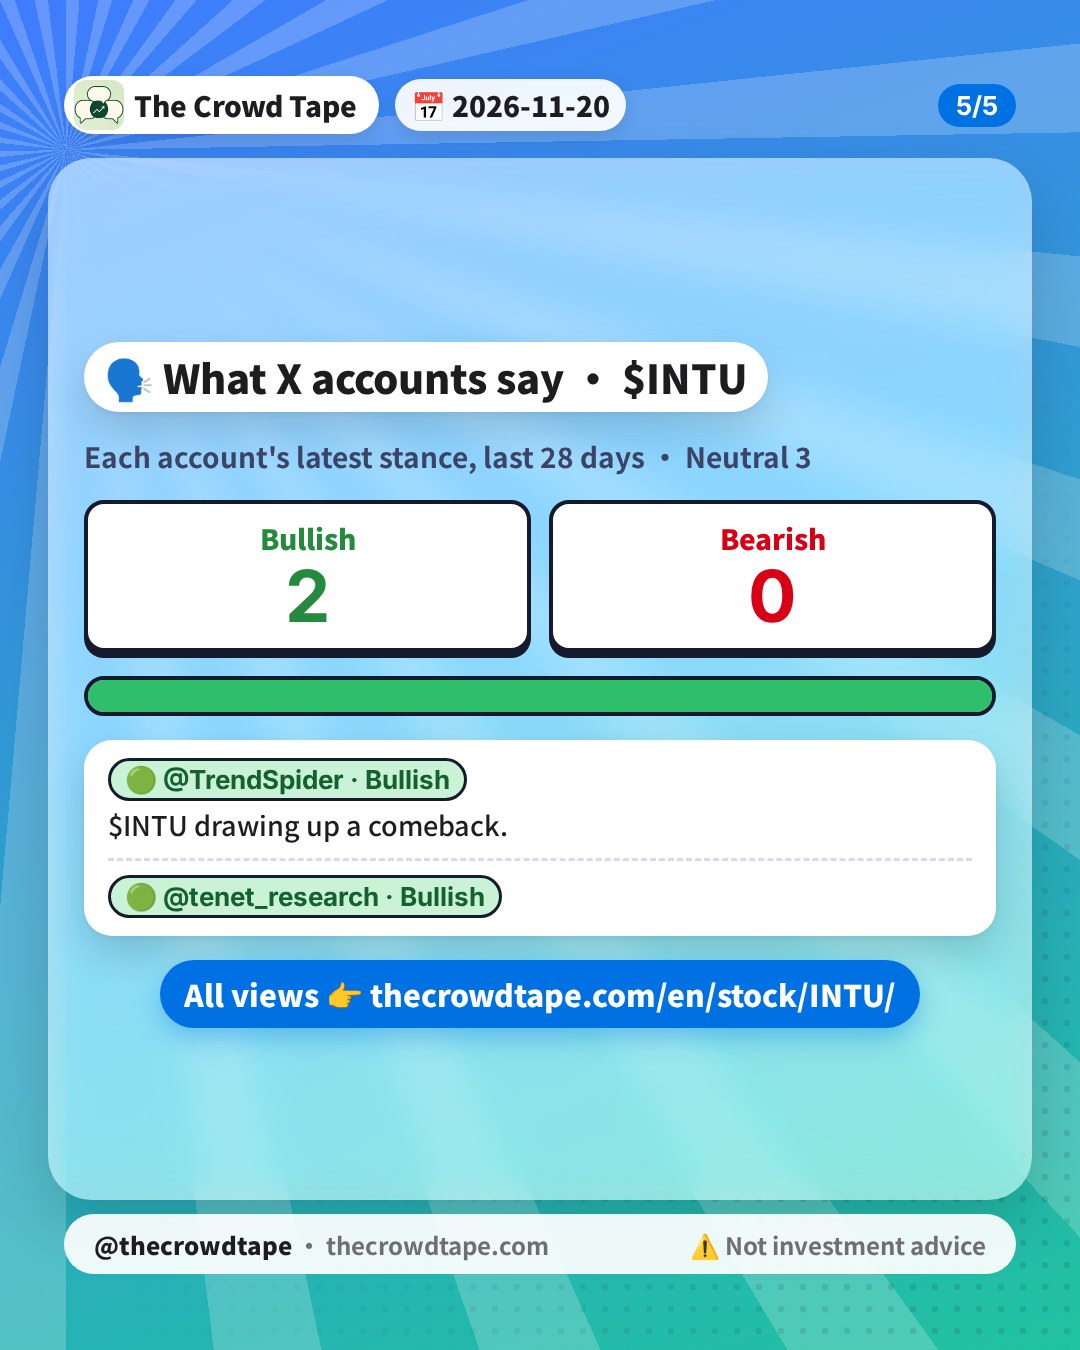 The Crowd Tape
📅 2026-11-20
5/5
🗣️ What X accounts say • $INTU
Each account's latest stance, last 28 days • Neutral 3
Bullish
2
Bearish
0
🟢 @TrendSpider · Bullish
$INTU drawing up a comeback.
🟢 @tenet_research · Bullish
All views 👉 thecrowdtape.com/en/stock/INTU/
@thecrowdtape • thecrowdtape.com
⚠️ Not investment advice